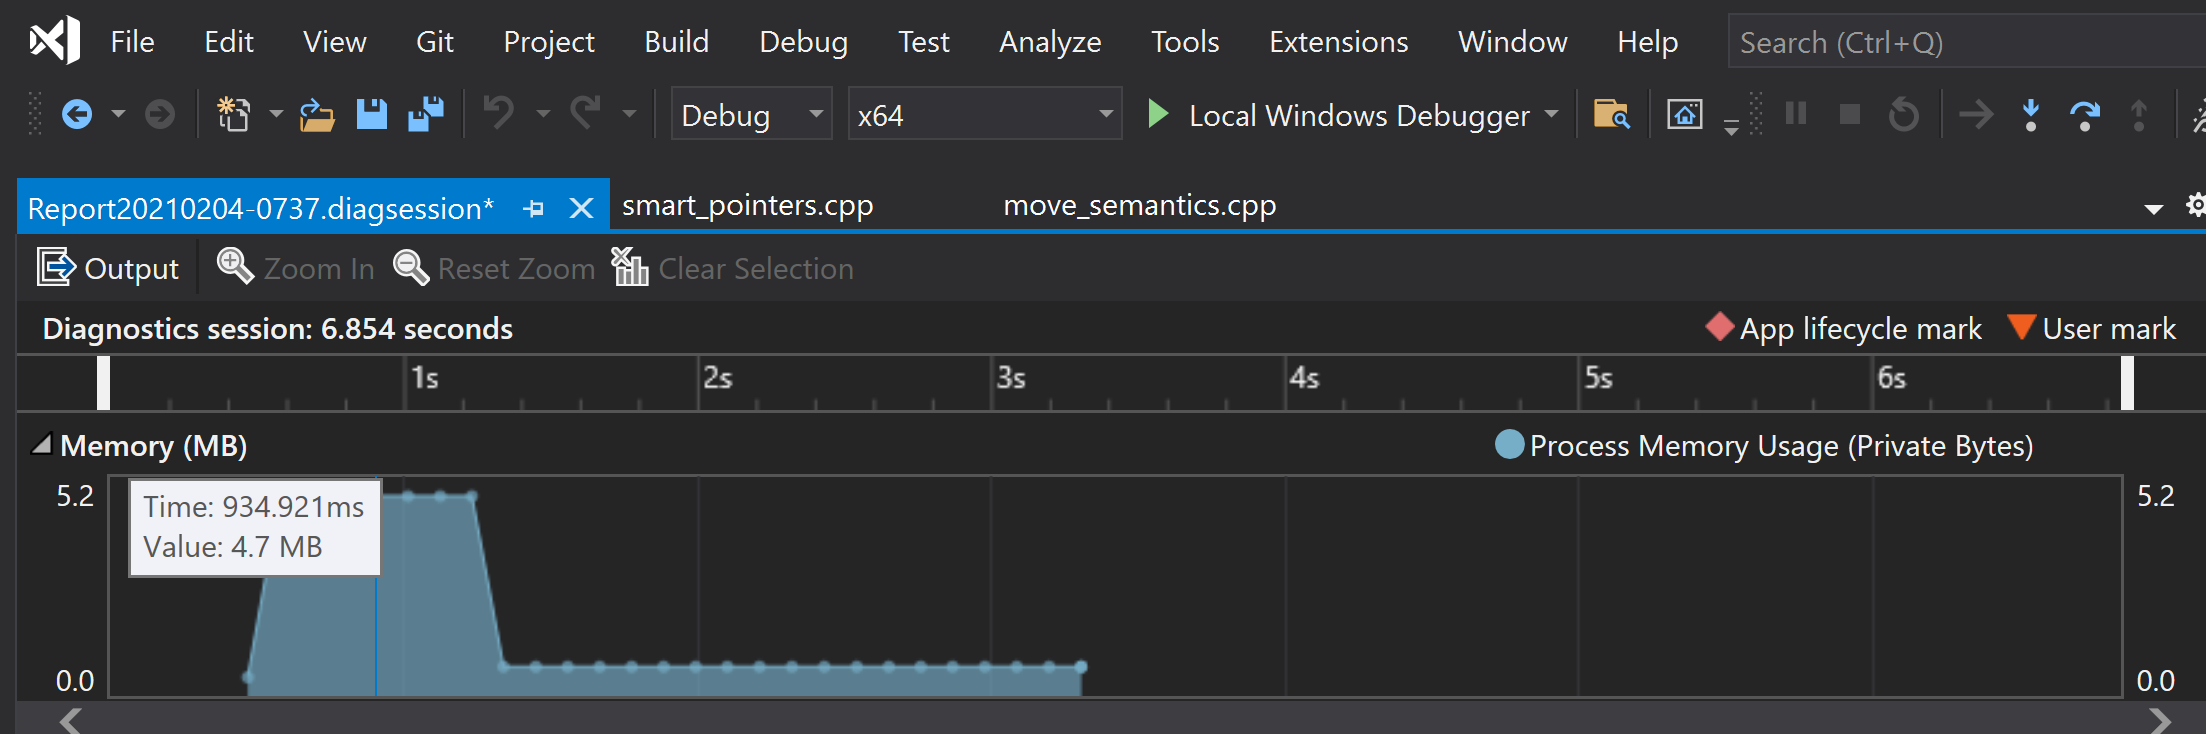 File Edit View Git Project Build Debug Test Analyze Tools Extensions Window Help Search (Ctrl+Q)
Debug x64 Local Windows Debugger
Report20210204-0737.diagsession* smart_pointers.cpp move_semantics.cpp
Output Zoom In Reset Zoom Clear Selection
Diagnostics session: 6.854 seconds App lifecycle mark User mark
1s 2s 3s 4s 5s 6s
Memory (MB) Process Memory Usage (Private Bytes)
5.2 5.2
Time: 934.921ms
Value: 4.7 MB
0.0 0.0